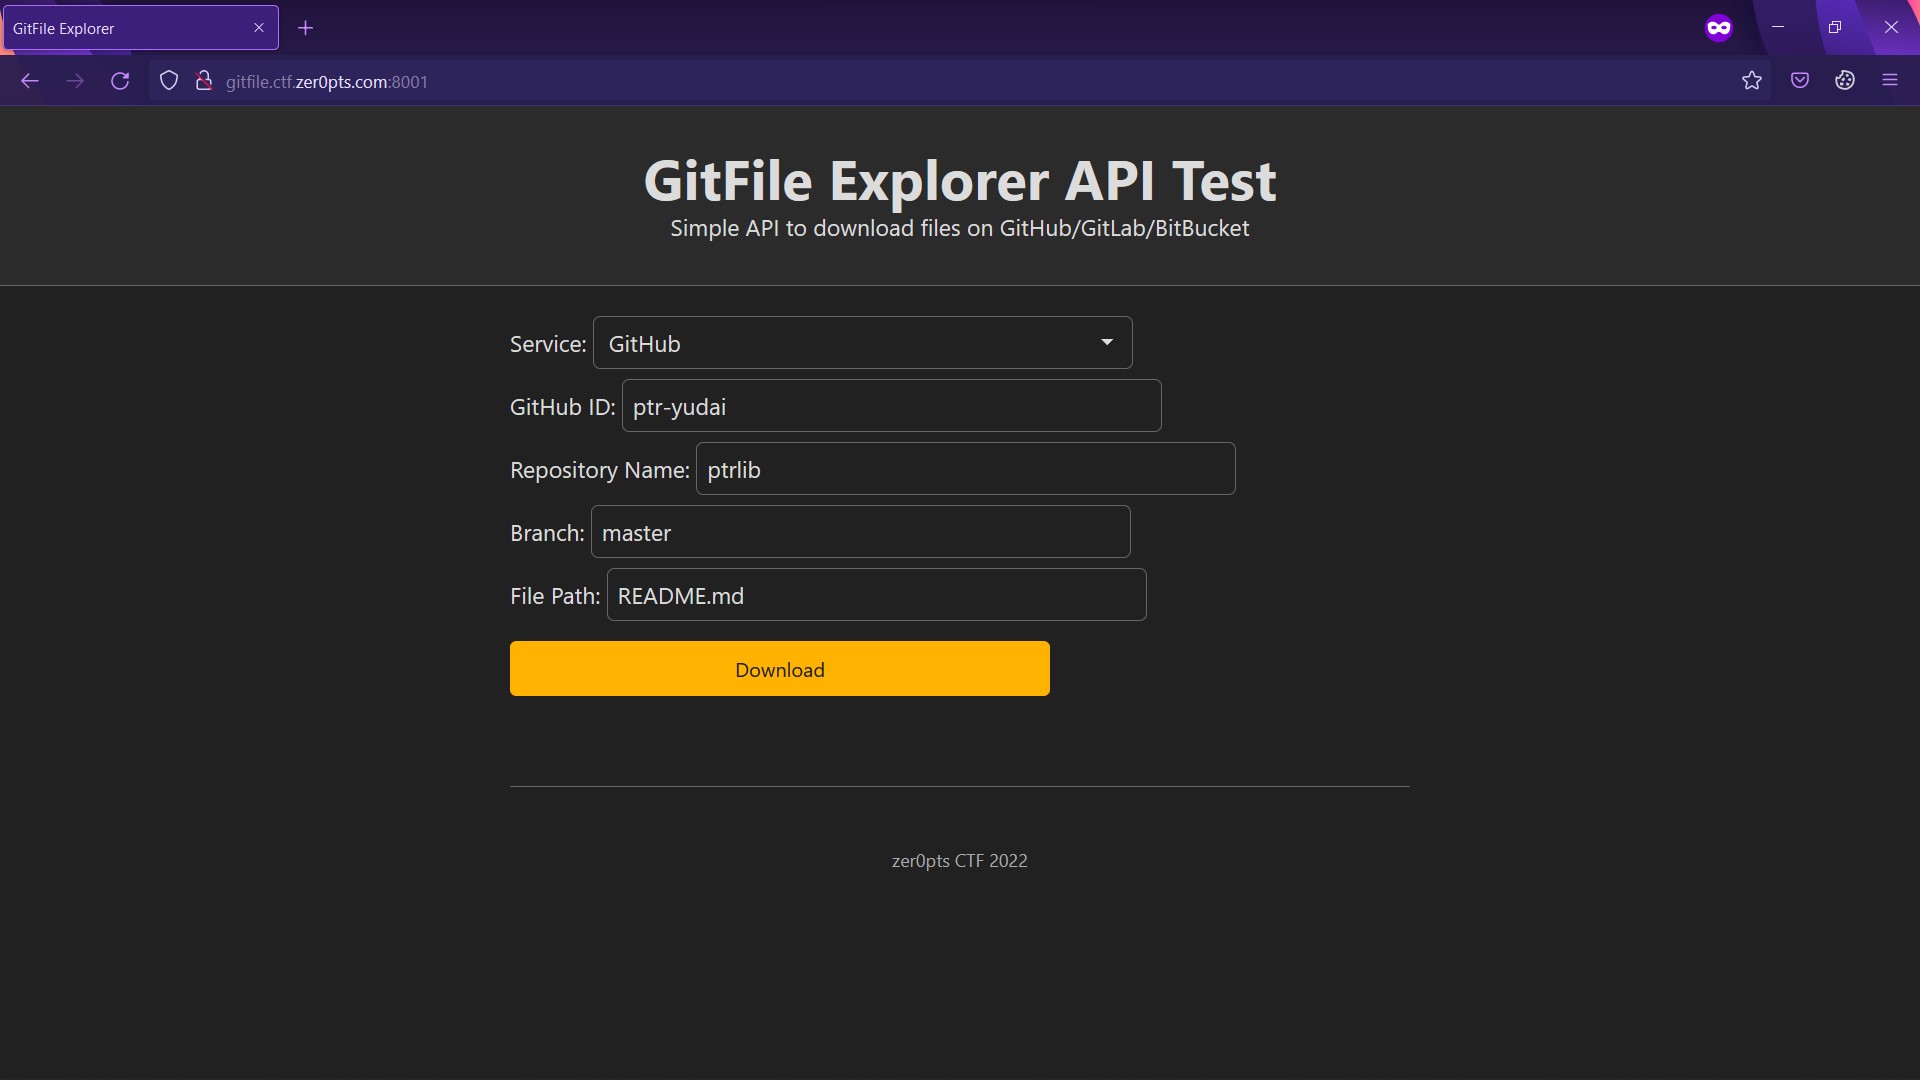 GitFile Explorer
gitfile.ctf.zer0pts.com:8001
GitFile Explorer API Test
Simple API to download files on GitHub/GitLab/BitBucket
Service: GitHub
GitHub ID: ptr-yudai
Repository Name: ptrlib
Branch: master
File Path: README.md
Download
zer0pts CTF 2022